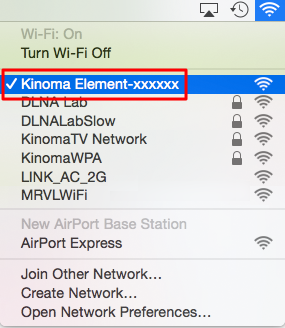 Wi-Fi: On
Turn Wi-Fi Off
✓ Kinoma Element-xxxxxx
DLNA Lab
DLNALabSlow
KinomaTV Network
KinomaWPA
LINK_AC_2G
MRVLWiFi
New AirPort Base Station
AirPort Express
Join Other Network…
Create Network…
Open Network Preferences…